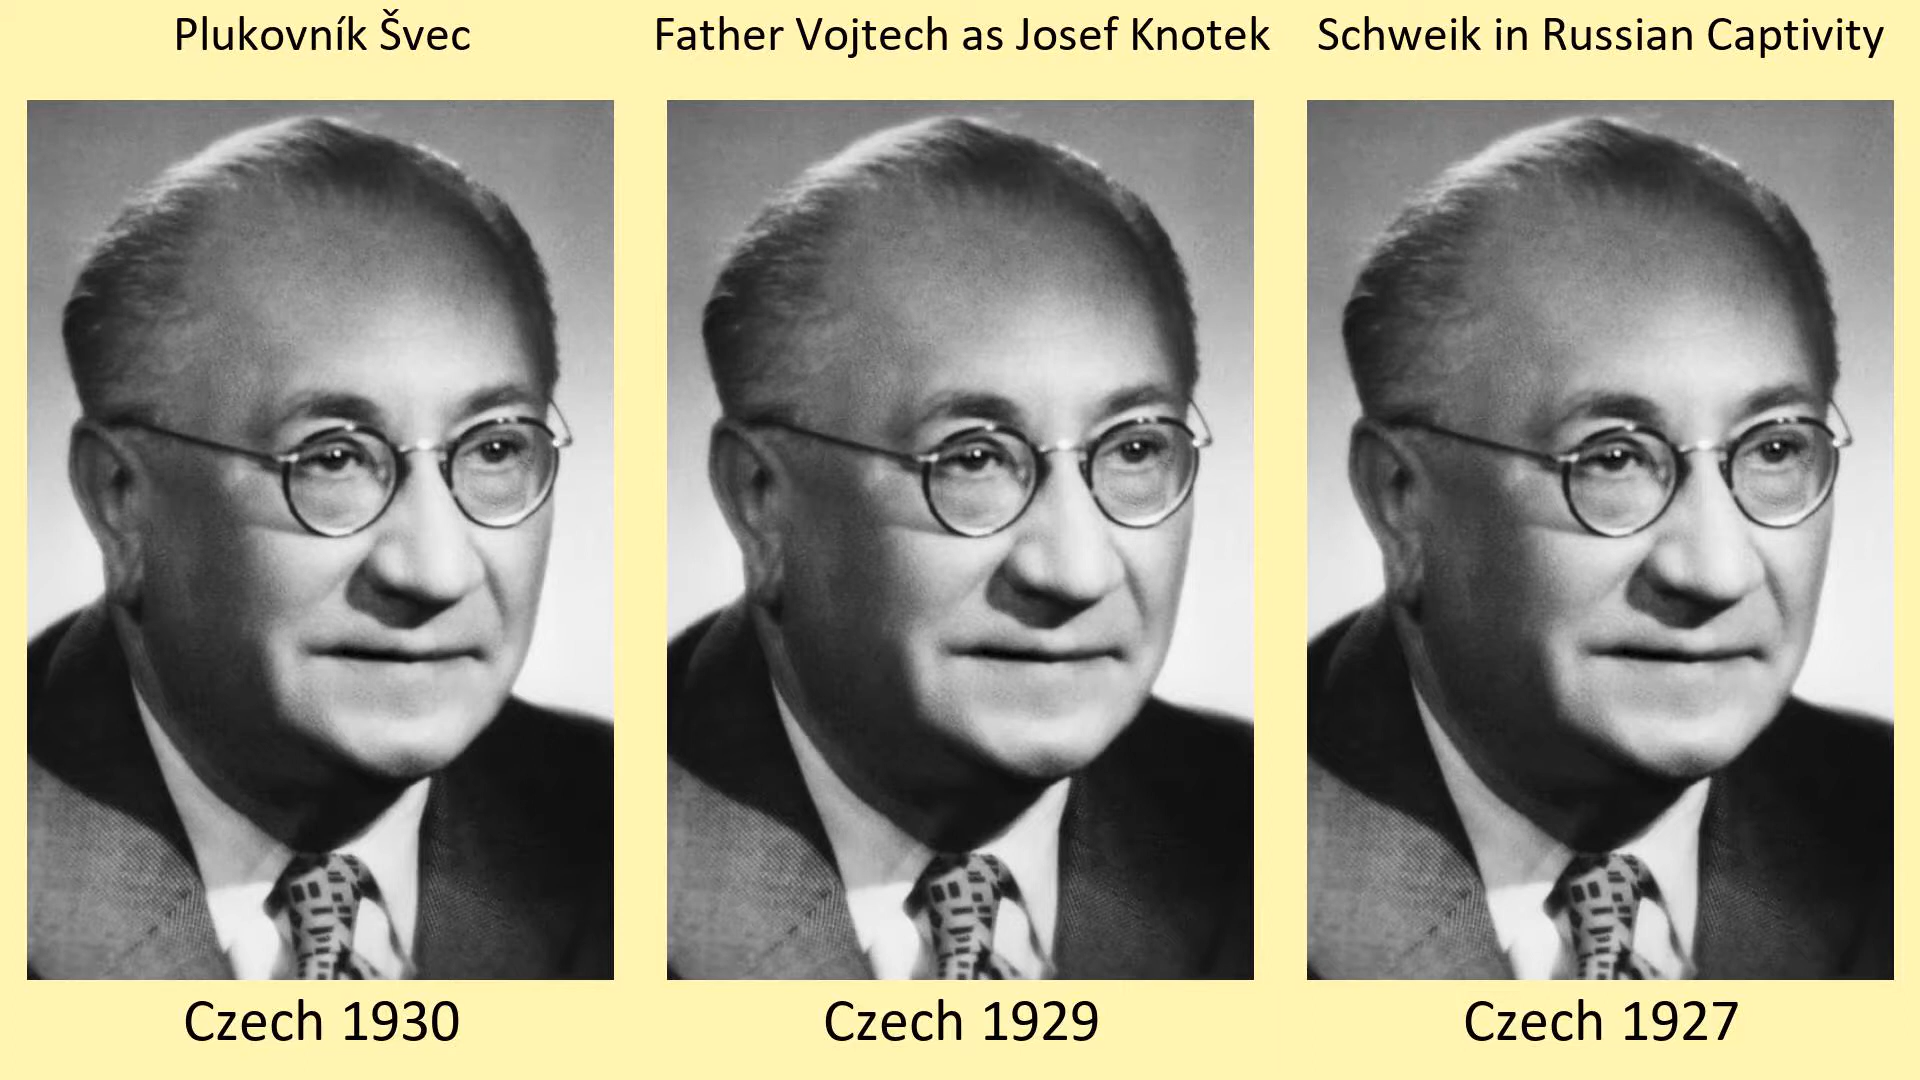 Plukovník Švec
Father Vojtech as Josef Knotek
Schweik in Russian Captivity
Czech 1930
Czech 1929
Czech 1927